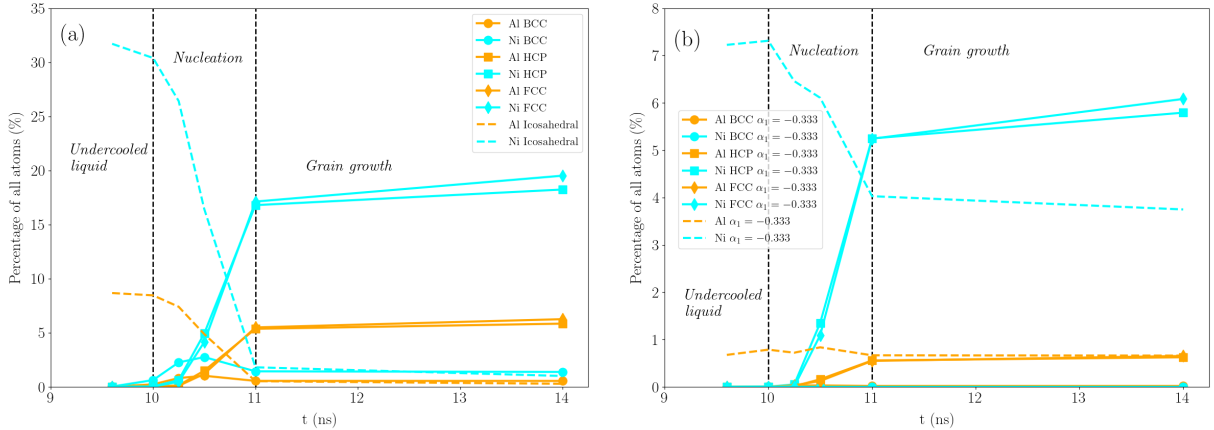 (a)
Nucleation
Undercooled
liquid
Grain growth
Al BCC
Ni BCC
Al HCP
Ni HCP
Al FCC
Ni FCC
Al Icosahedral
Ni Icosahedral
Percentage of all atoms (%)
35
30
25
20
15
10
5
0
9
10
11
12
13
14
t (ns)
(b)
Nucleation
Grain growth
Al BCC α₁ = −0.333
Ni BCC α₁ = −0.333
Al HCP α₁ = −0.333
Ni HCP α₁ = −0.333
Al FCC α₁ = −0.333
Ni FCC α₁ = −0.333
Al α₁ = −0.333
Ni α₁ = −0.333
Undercooled
liquid
Percentage of all atoms (%)
8
7
6
5
4
3
2
1
0
9
10
11
12
13
14
t (ns)